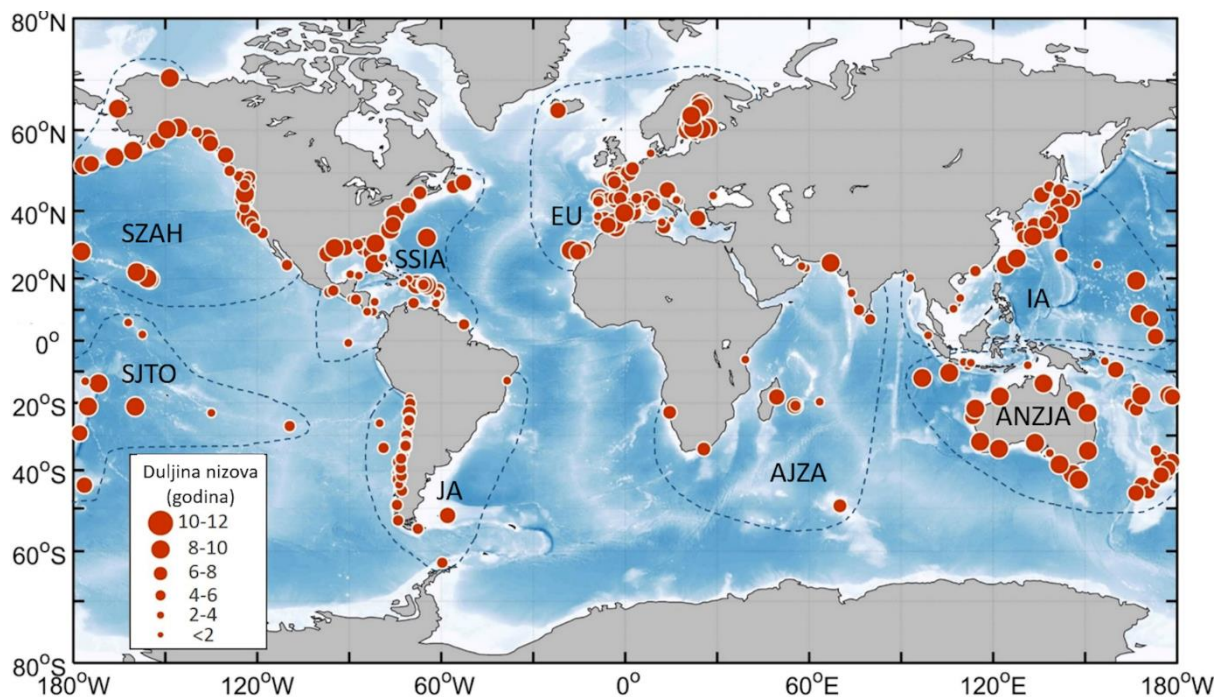 80°N
60°N
40°N
20°N
0°
20°S
40°S
60°S
80°S
180°W
120°W
60°W
0°
60°E
120°E
180°W
SZAH
SSIA
EU
IA
SJTO
JA
AJZA
ANZJA
Duljina nizova
(godina)
10-12
8-10
6-8
4-6
2-4
<2